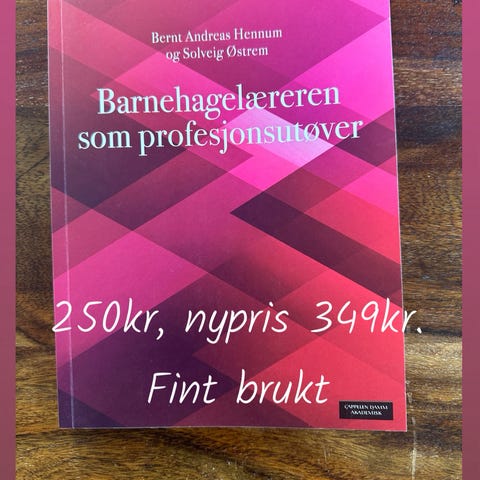 Bernt Andreas Hennum
og Solveig Østrem
Barnehagelæreren
som profesjonsutøver
250kr, nypris 349kr.
Fint brukt
CAPPELEN DAMM
AKADEMISK